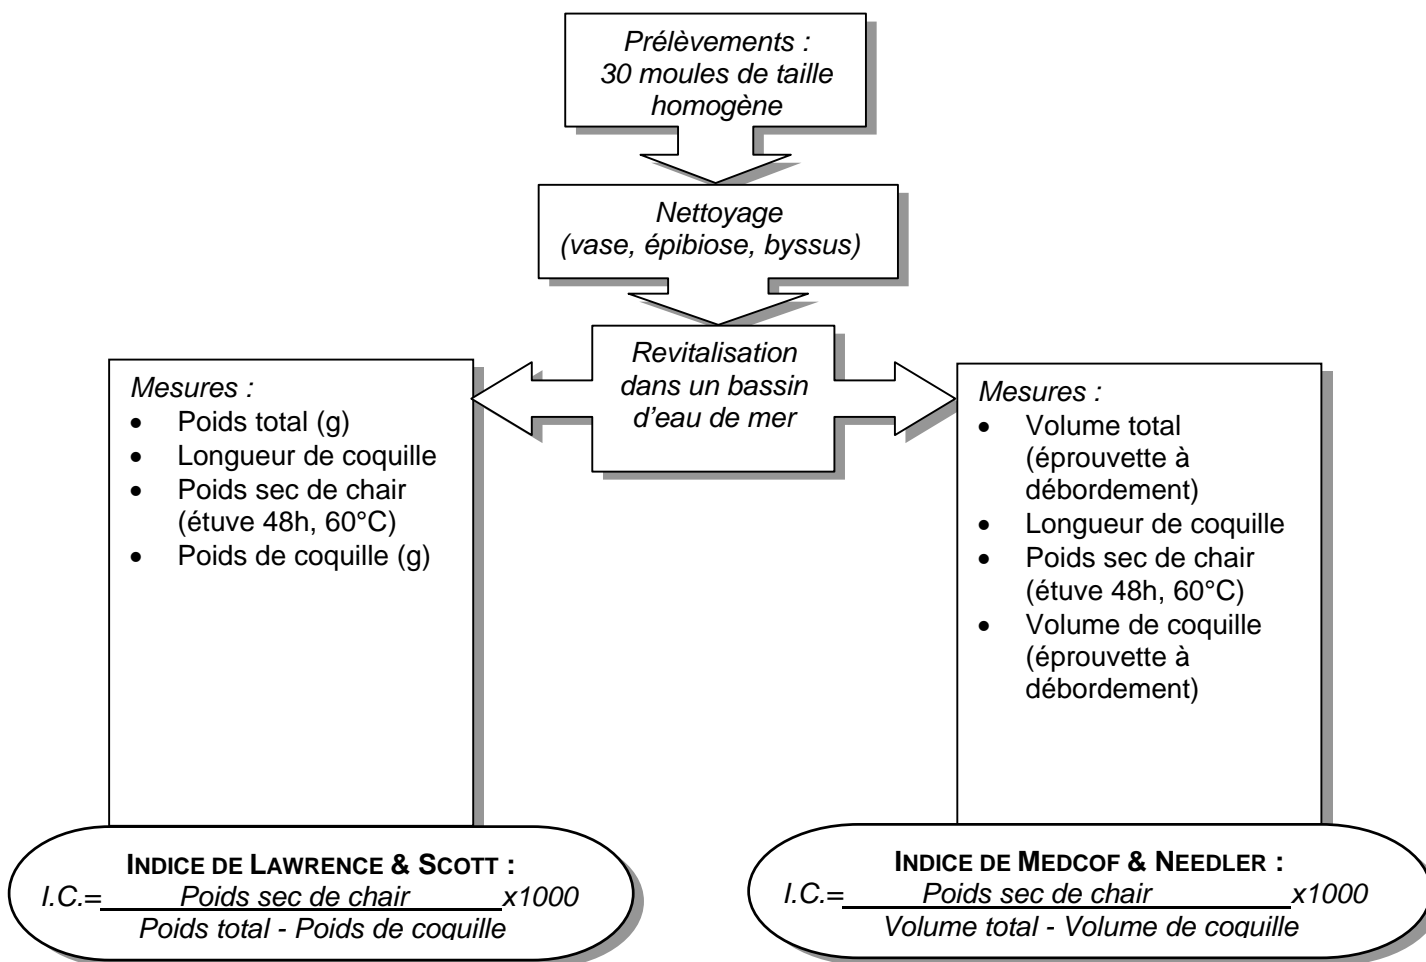 Prélèvements :
30 moules de taille
homogène
Nettoyage
(vase, épibiose, byssus)
Revitalisation
dans un bassin
d'eau de mer
Mesures :
• Poids total (g)
• Longueur de coquille
• Poids sec de chair
(étuve 48h, 60°C)
• Poids de coquille (g)
Mesures :
• Volume total
(éprouvette à
débordement)
• Longueur de coquille
• Poids sec de chair
(étuve 48h, 60°C)
• Volume de coquille
(éprouvette à
débordement)
INDICE DE LAWRENCE & SCOTT :
I.C.= Poids sec de chair x1000
Poids total - Poids de coquille
INDICE DE MEDCOF & NEEDLER :
I.C.= Poids sec de chair x1000
Volume total - Volume de coquille